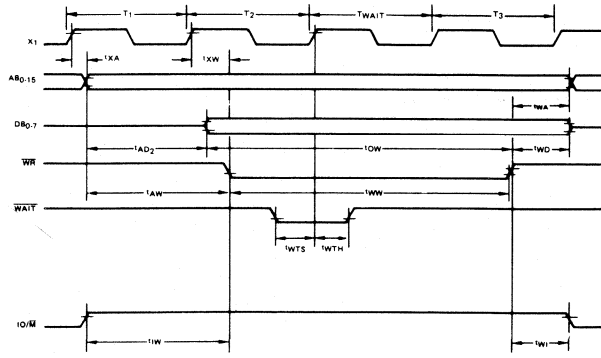 T1 T2 TWAIT T3
X1
tXA tXW
AB0-15
tWA
DB0-7
tAD2 tDW tWD
WR
tAW tWW
WAIT
tWTS tWTH
IO/M
tIW tWI